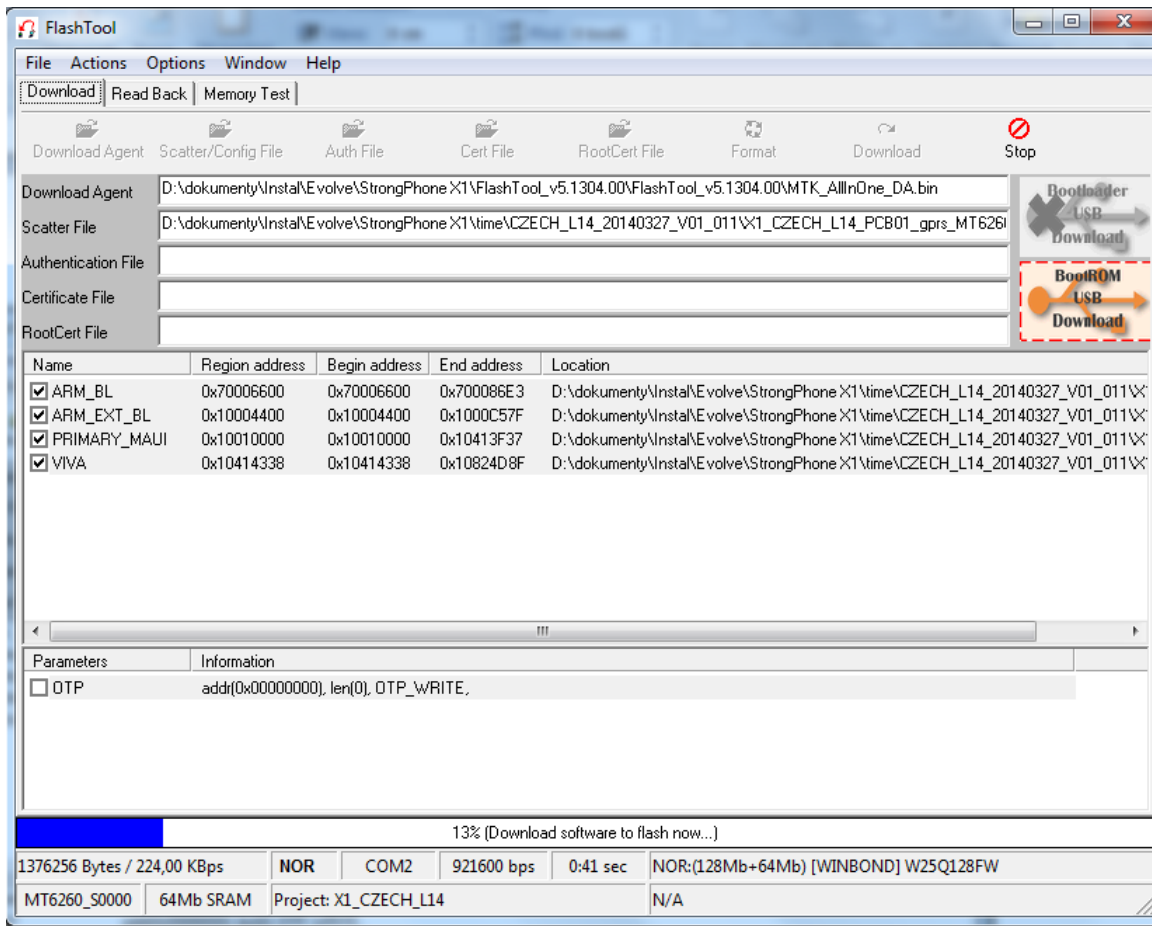 FlashTool
File Actions Options Window Help
Download Read Back Memory Test
Download Agent Scatter/Config File Auth File Cert File RootCert File Format Download Stop
Download Agent D:\dokumenty\Instal\Evolve\StrongPhone X1\FlashTool_v5.1304.00\FlashTool_v5.1304.00\MTK_AllInOne_DA.bin
Scatter File D:\dokumenty\Instal\Evolve\StrongPhone X1\time\CZECH_L14_20140327_V01_011\X1_CZECH_L14_PCB01_gprs_MT626
Authentication File
Certificate File
RootCert File
Bootloader
USB
Download
BootROM
USB
Download
Name Region address Begin address End address Location
ARM_BL 0x70006600 0x70006600 0x700086E3 D:\dokumenty\Instal\Evolve\StrongPhone X1\time\CZECH_L14_20140327_V01_011\X
ARM_EXT_BL 0x10004400 0x10004400 0x1000C57F D:\dokumenty\Instal\Evolve\StrongPhone X1\time\CZECH_L14_20140327_V01_011\X
PRIMARY_MAUI 0x10010000 0x10010000 0x10413F37 D:\dokumenty\Instal\Evolve\StrongPhone X1\time\CZECH_L14_20140327_V01_011\X
VIVA 0x10414338 0x10414338 0x10824D8F D:\dokumenty\Instal\Evolve\StrongPhone X1\time\CZECH_L14_20140327_V01_011\X
Parameters Information
OTP addr(0x00000000), len(0), OTP_WRITE,
13% (Download software to flash now...)
1376256 Bytes / 224,00 KBps NOR COM2 921600 bps 0:41 sec NOR:(128Mb+64Mb) [WINBOND] W25Q128FW
MT6260_S0000 64Mb SRAM Project: X1_CZECH_L14 N/A